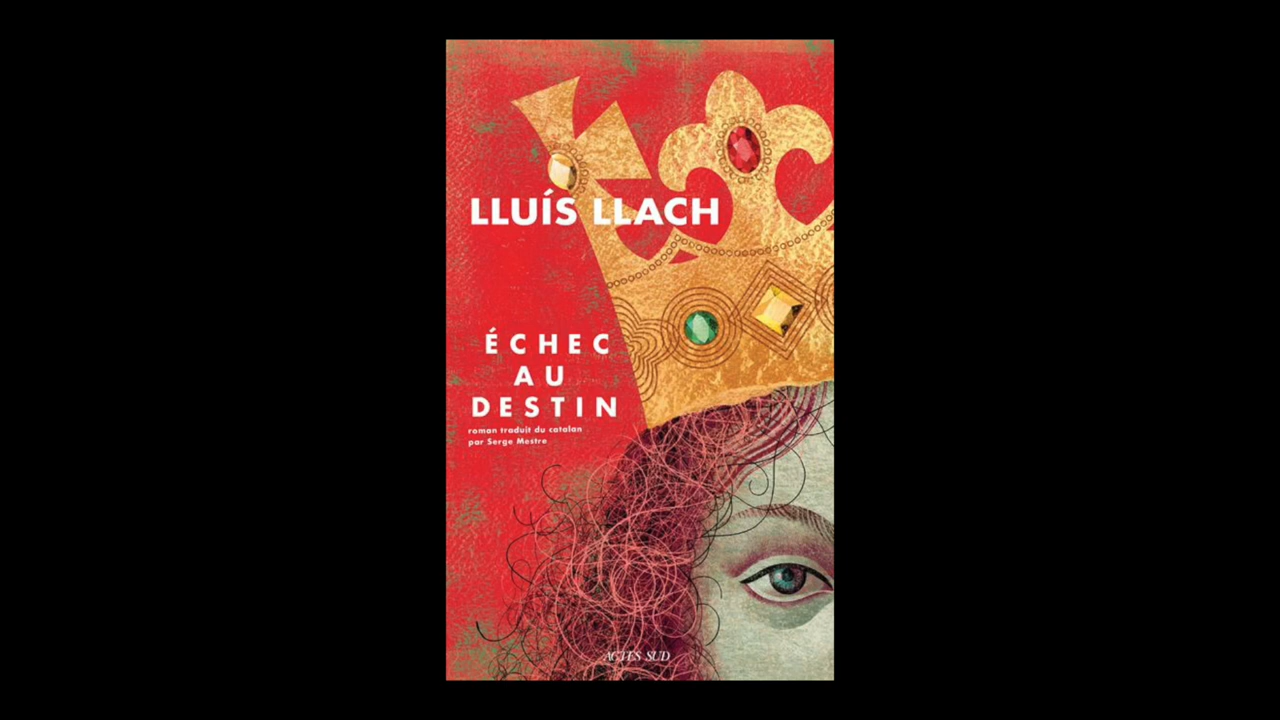 LLUÍS LLACH
ÉCHEC
AU
DESTIN
roman traduit du catalan
par Serge Mestre
ACTES SUD